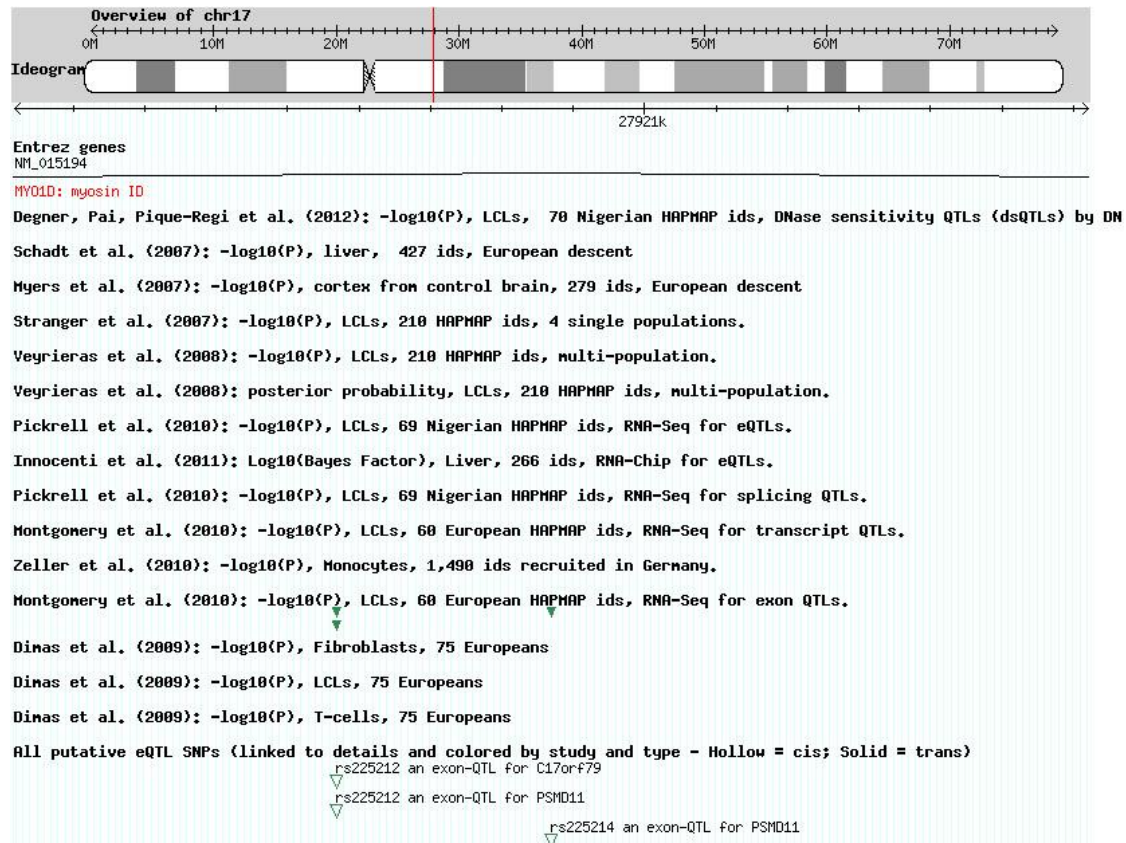 Overview of chr17
0M 10M 20M 30M 40M 50M 60M 70M
Ideogram
27921k
Entrez genes
NM_015194
MYO1D: myosin ID
Degner, Pai, Pique-Regi et al. (2012): -log10(P), LCLs, 70 Nigerian HAPMAP ids, DNase sensitivity QTLs (dsQTLs) by DN
Schadt et al. (2007): -log10(P), liver, 427 ids, European descent
Myers et al. (2007): -log10(P), cortex from control brain, 279 ids, European descent
Stranger et al. (2007): -log10(P), LCLs, 210 HAPMAP ids, 4 single populations.
Veyrieras et al. (2008): -log10(P), LCLs, 210 HAPMAP ids, multi-population.
Veyrieras et al. (2008): posterior probability, LCLs, 210 HAPMAP ids, multi-population.
Pickrell et al. (2010): -log10(P), LCLs, 69 Nigerian HAPMAP ids, RNA-Seq for eQTLs.
Innocenti et al. (2011): Log10(Bayes Factor), Liver, 266 ids, RNA-Chip for eQTLs.
Pickrell et al. (2010): -log10(P), LCLs, 69 Nigerian HAPMAP ids, RNA-Seq for splicing QTLs.
Montgomery et al. (2010): -log10(P), LCLs, 60 European HAPMAP ids, RNA-Seq for transcript QTLs.
Zeller et al. (2010): -log10(P), Monocytes, 1,490 ids recruited in Germany.
Montgomery et al. (2010): -log10(P), LCLs, 60 European HAPMAP ids, RNA-Seq for exon QTLs.
Dimas et al. (2009): -log10(P), Fibroblasts, 75 Europeans
Dimas et al. (2009): -log10(P), LCLs, 75 Europeans
Dimas et al. (2009): -log10(P), T-cells, 75 Europeans
All putative eQTL SNPs (linked to details and colored by study and type - Hollow = cis; Solid = trans)
rs225212 an exon-QTL for C17orf79
rs225212 an exon-QTL for PSMD11
rs225214 an exon-QTL for PSMD11